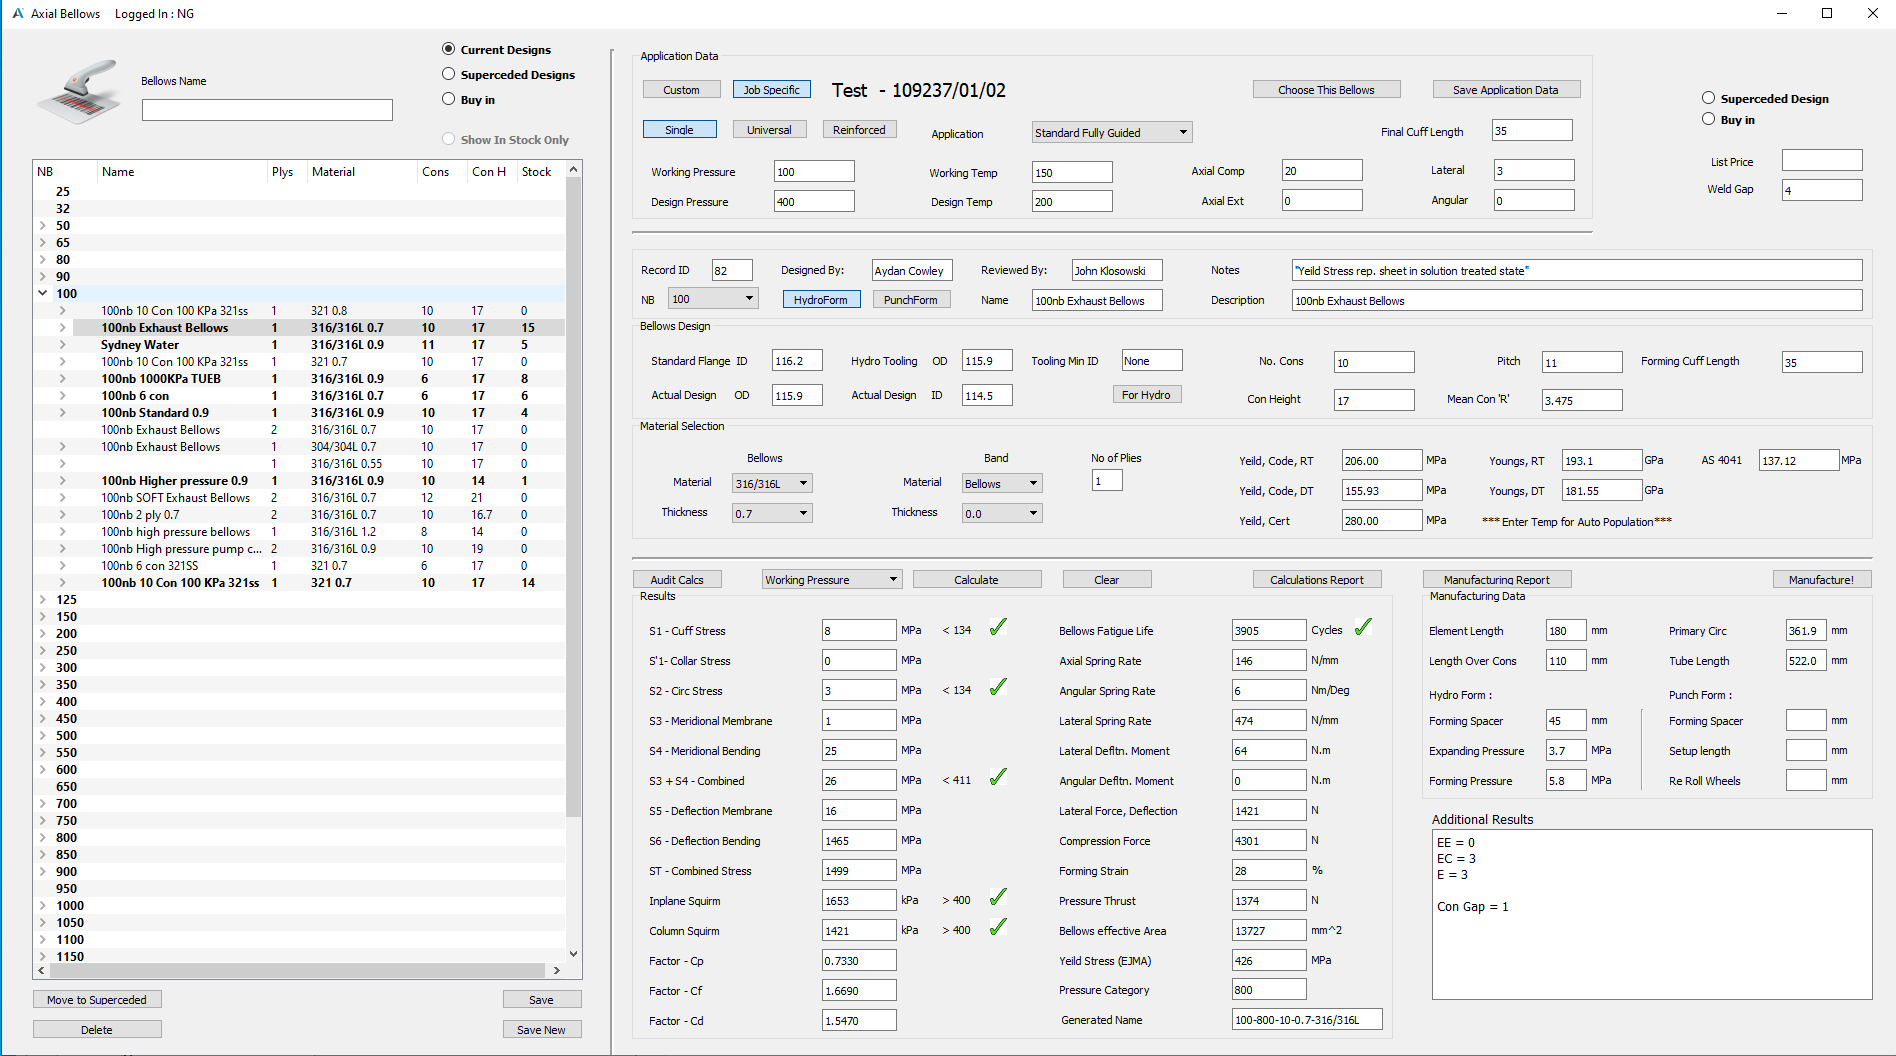 Axial Bellows Logged In : NG
Bellows Name
Current Designs
Superceded Designs
Buy in
Show In Stock Only
NB Name Plys Material Cons Con H Stock
25
32
50
65
80
90
100
100nb 10 Con 100 KPa 321ss 1 321 0.8 10 17 0
100nb Exhaust Bellows 1 316/316L 0.7 10 17 15
Sydney Water 1 316/316L 0.9 11 17 5
100nb 10 Con 100 KPa 321ss 1 321 0.7 10 17 0
100nb 1000KPa TUEB 1 316/316L 0.9 6 17 8
100nb 6 con 1 316/316L 0.7 6 17 6
100nb Standard 0.9 1 316/316L 0.9 10 17 4
100nb Exhaust Bellows 2 316/316L 0.7 10 17 0
100nb Exhaust Bellows 1 304/304L 0.7 10 17 0
1 316/316L 0.55 10 17 0
100nb Higher pressure 0.9 1 316/316L 0.9 10 14 1
100nb SOFT Exhaust Bellows 2 316/316L 0.7 12 21 0
100nb 2 ply 0.7 2 316/316L 0.7 10 16.7 0
100nb high pressure bellows 1 316/316L 1.2 8 14 0
100nb High pressure pump c... 2 316/316L 0.9 10 19 0
100nb 6 con 321SS 1 321 0.7 6 17 0
100nb 10 Con 100 KPa 321ss 1 321 0.7 10 17 14
125
150
200
250
300
350
400
450
500
550
600
650
700
750
800
850
900
950
1000
1050
1100
1150
Move to Superceded Save
Delete Save New
Application Data
Custom Job Specific Test - 109237/01/02 Choose This Bellows Save Application Data
Single Universal Reinforced Application Standard Fully Guided Final Cuff Length 35
Working Pressure 100 Working Temp 150 Axial Comp 20 Lateral 3
Design Pressure 400 Design Temp 200 Axial Ext 0 Angular 0
Superceded Design
Buy in
List Price
Weld Gap 4
Record ID 82 Designed By: Aydan Cowley Reviewed By: John Klosowski Notes "Yeild Stress rep. sheet in solution treated state"
NB 100 HydroForm PunchForm Name 100nb Exhaust Bellows Description 100nb Exhaust Bellows
Bellows Design
Standard Flange ID 116.2 Hydro Tooling OD 115.9 Tooling Min ID None No. Cons 10 Pitch 11 Forming Cuff Length 35
Actual Design OD 115.9 Actual Design ID 114.5 For Hydro Con Height 17 Mean Con 'R' 3.475
Material Selection
Bellows Band No of Plies
Material 316/316L Material Bellows 1
Thickness 0.7 Thickness 0.0
Yeild, Code, RT 206.00 MPa Youngs, RT 193.1 GPa AS 4041 137.12 MPa
Yeild, Code, DT 155.93 MPa Youngs, DT 181.55 GPa
Yeild, Cert 280.00 MPa ***Enter Temp for Auto Population***
Audit Calcs Working Pressure Calculate Clear Calculations Report Manufacturing Report Manufacture!
Results
S1 - Cuff Stress 8 MPa < 134 Bellows Fatigue Life 3905 Cycles
S'1- Collar Stress 0 MPa Axial Spring Rate 146 N/mm
S2 - Circ Stress 3 MPa < 134 Angular Spring Rate 6 Nm/Deg
S3 - Meridional Membrane 1 MPa Lateral Spring Rate 474 N/mm
S4 - Meridional Bending 25 MPa Lateral Defltn. Moment 64 N.m
S3 + S4 - Combined 26 MPa < 411 Angular Defltn. Moment 0 N.m
S5 - Deflection Membrane 16 MPa Lateral Force, Deflection 1421 N
S6 - Deflection Bending 1465 MPa Compression Force 4301 N
ST - Combined Stress 1499 MPa Forming Strain 28 %
Inplane Squirm 1653 kPa > 400 Pressure Thrust 1374 N
Column Squirm 1421 kPa > 400 Bellows effective Area 13727 mm^2
Factor - Cp 0.7330 Yeild Stress (EJMA) 426 MPa
Factor - Cf 1.6690 Pressure Category 800
Factor - Cd 1.5470 Generated Name 100-800-10-0.7-316/316L
Manufacturing Data
Element Length 180 mm Primary Circ 361.9 mm
Length Over Cons 110 mm Tube Length 522.0 mm
Hydro Form : Punch Form :
Forming Spacer 45 mm Forming Spacer mm
Expanding Pressure 3.7 MPa Setup length mm
Forming Pressure 5.8 MPa Re Roll Wheels mm
Additional Results
EE = 0
EC = 3
E = 3
Con Gap = 1